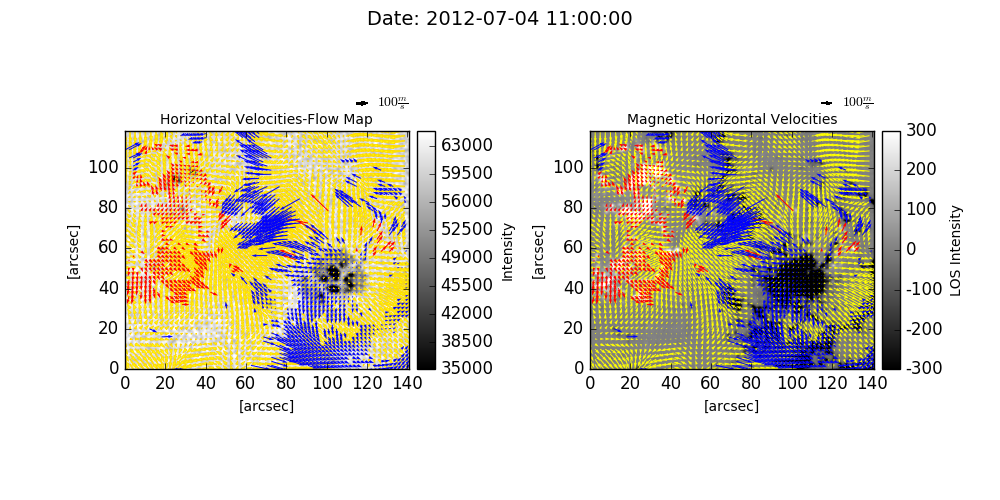 Date: 2012-07-04 11:00:00
100 m/s
Horizontal Velocities-Flow Map
[arcsec]
0
20
40
60
80
100
0 20 40 60 80 100 120 140
[arcsec]
63000
59500
56000
52500
49000
45500
42000
38500
35000
Intensity
100 m/s
Magnetic Horizontal Velocities
[arcsec]
100
80
60
40
20
0
0 20 40 60 80 100 120 140
[arcsec]
300
200
100
0
-100
-200
-300
LOS Intensity